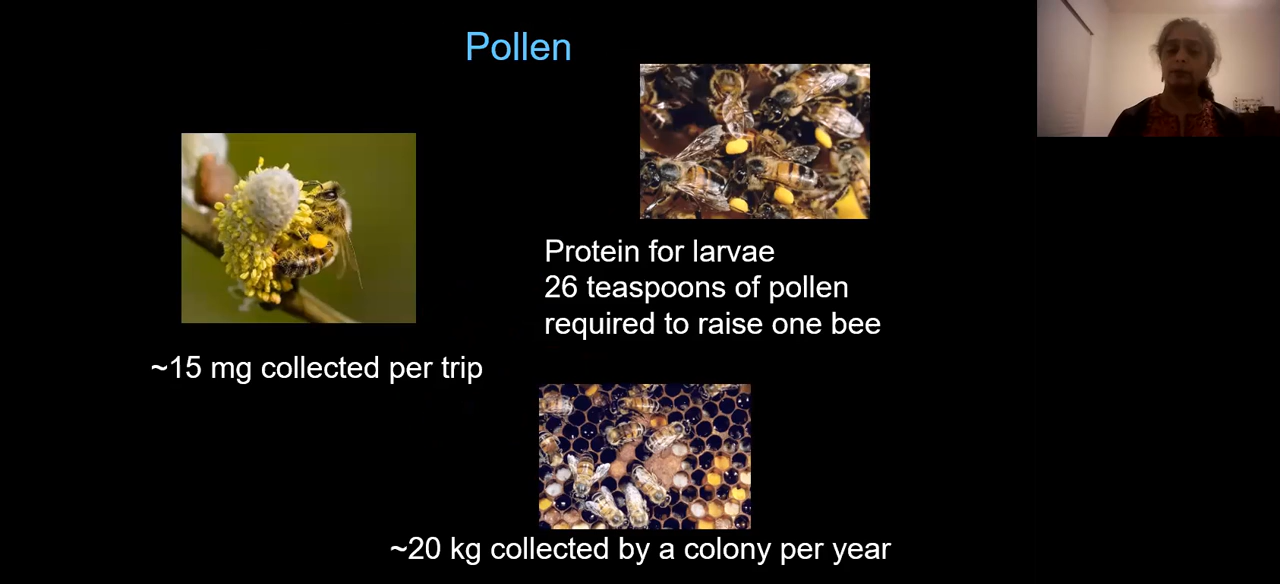 Pollen
Protein for larvae
26 teaspoons of pollen
required to raise one bee
~15 mg collected per trip
~20 kg collected by a colony per year